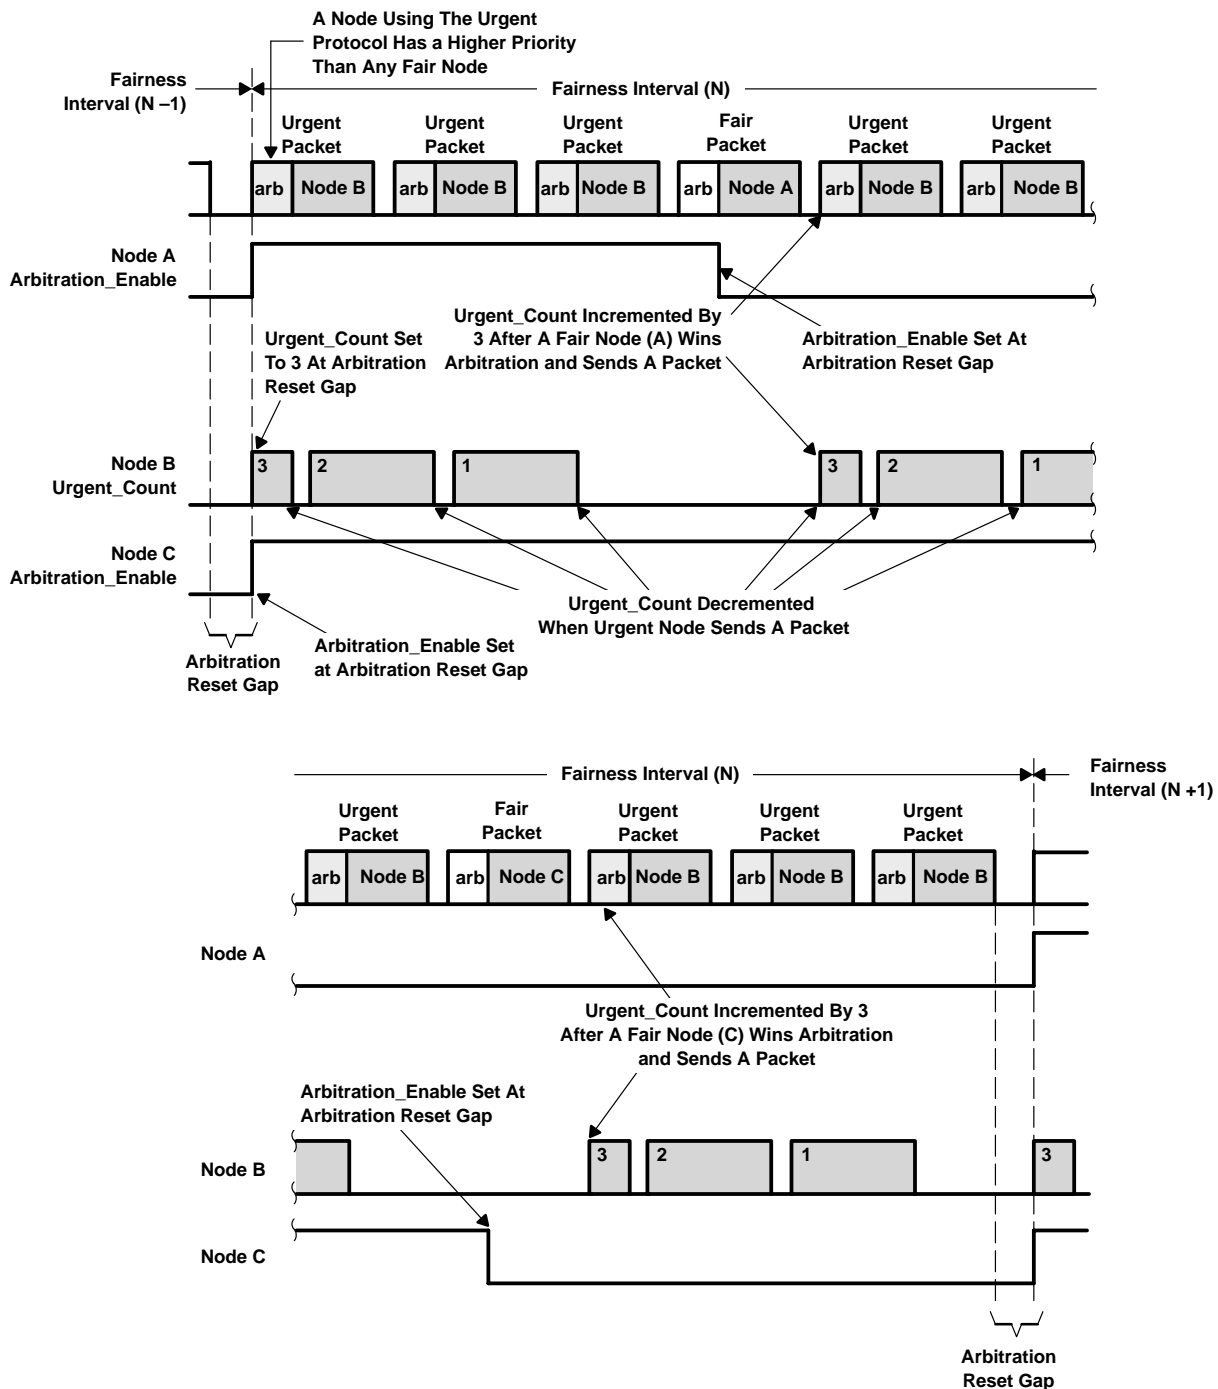 A Node Using The Urgent
Protocol Has a Higher Priority
Than Any Fair Node
Fairness
Interval (N –1)
Fairness Interval (N)
Urgent
Packet
Urgent
Packet
Urgent
Packet
Fair
Packet
Urgent
Packet
Urgent
Packet
arb Node B arb Node B arb Node B arb Node A arb Node B arb Node B
Node A
Arbitration_Enable
Urgent_Count Set
To 3 At Arbitration
Reset Gap
Urgent_Count Incremented By
3 After A Fair Node (A) Wins
Arbitration and Sends A Packet
Arbitration_Enable Set At
Arbitration Reset Gap
Node B
Urgent_Count
3 2 1 3 2 1
Node C
Arbitration_Enable
Urgent_Count Decremented
When Urgent Node Sends A Packet
Arbitration
Reset Gap
Arbitration_Enable Set
at Arbitration Reset Gap
Fairness Interval (N)
Fairness
Interval (N +1)
Urgent
Packet
Fair
Packet
Urgent
Packet
Urgent
Packet
Urgent
Packet
arb Node B arb Node C arb Node B arb Node B arb Node B
Node A
Urgent_Count Incremented By 3
After A Fair Node (C) Wins Arbitration
and Sends A Packet
Arbitration_Enable Set At
Arbitration Reset Gap
Node B
3 2 1 3
Node C
Arbitration
Reset Gap